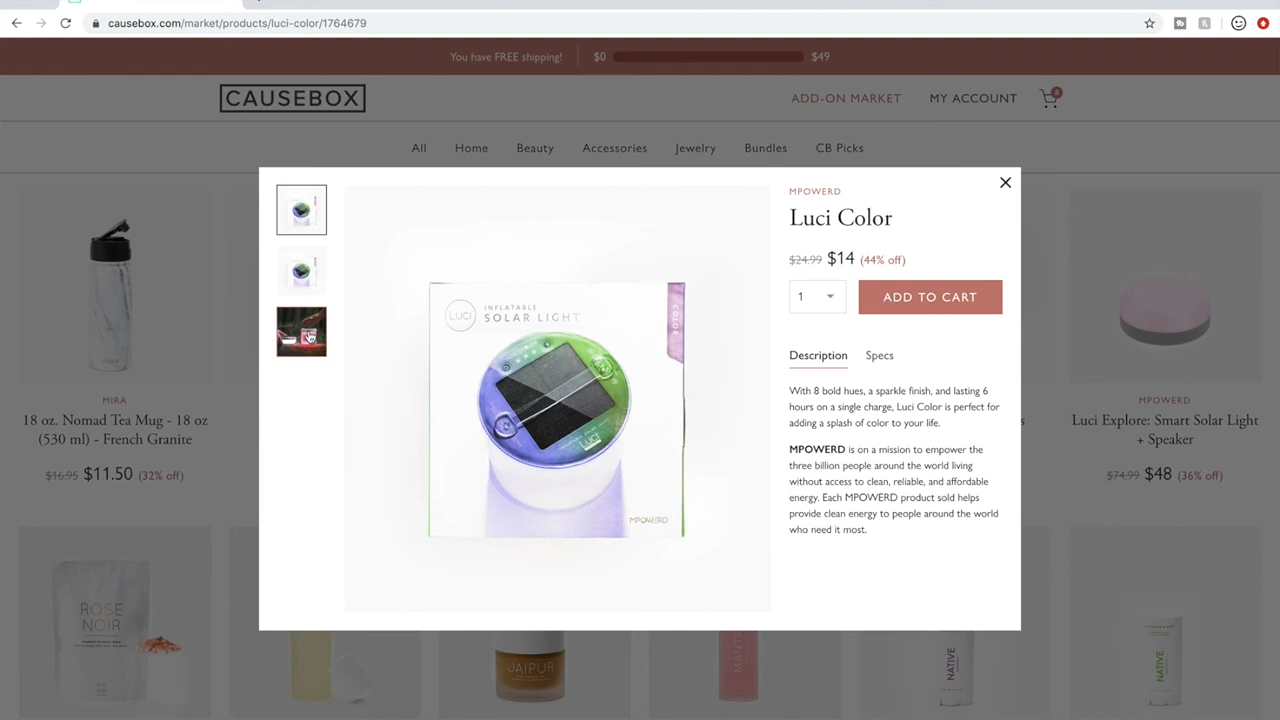 causebox.com/market/products/luci-color/1764679
You have FREE shipping!
$0
$49
CAUSEBOX
ADD-ON MARKET
MY ACCOUNT
All
Home
Beauty
Accessories
Jewelry
Bundles
CB Picks
MPOWERD
Luci Color
$24.99 $14 (44% off)
1
ADD TO CART
Description
Specs
With 8 bold hues, a sparkle finish, and lasting 6
hours on a single charge, Luci Color is perfect for
adding a splash of color to your life.
MPOWERD is on a mission to empower the
three billion people around the world living
without access to clean, reliable, and affordable
energy. Each MPOWERD product sold helps
provide clean energy to people around the world
who need it most.
LUCI
INFLATABLE
SOLAR LIGHT
COLOR
LUCI
MPOWERD
MIRA
18 oz. Nomad Tea Mug - 18
oz (530 ml) - French Granite
$16.95 $11.50 (32% off)
MPOWERD
Luci Explore: Smart Solar Light
+ Speaker
$74.99 $48 (36% off)
ROSE
NOIR
JAIPUR
MANTR
NATIVE
NATIVE